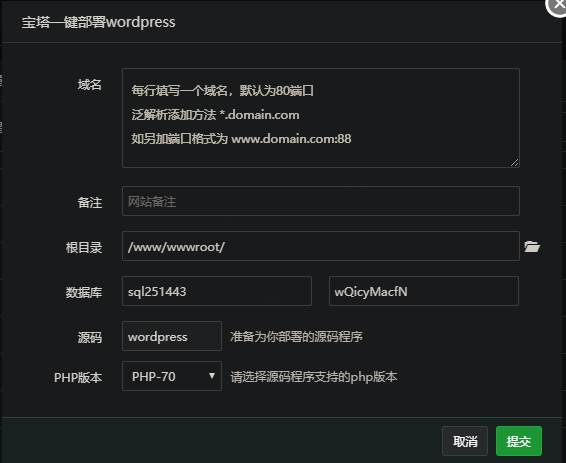 宝塔一键部署wordpress
域名
每行填写一个域名，默认为80端口
泛解析添加方法 *.domain.com
如另加端口格式为 www.domain.com:88
备注 网站备注
根目录 /www/wwwroot/
数据库 sql251443 wQicyMacfN
源码 wordpress 准备为你部署的源码程序
PHP版本 PHP-70 请选择源码程序支持的php版本
取消 提交